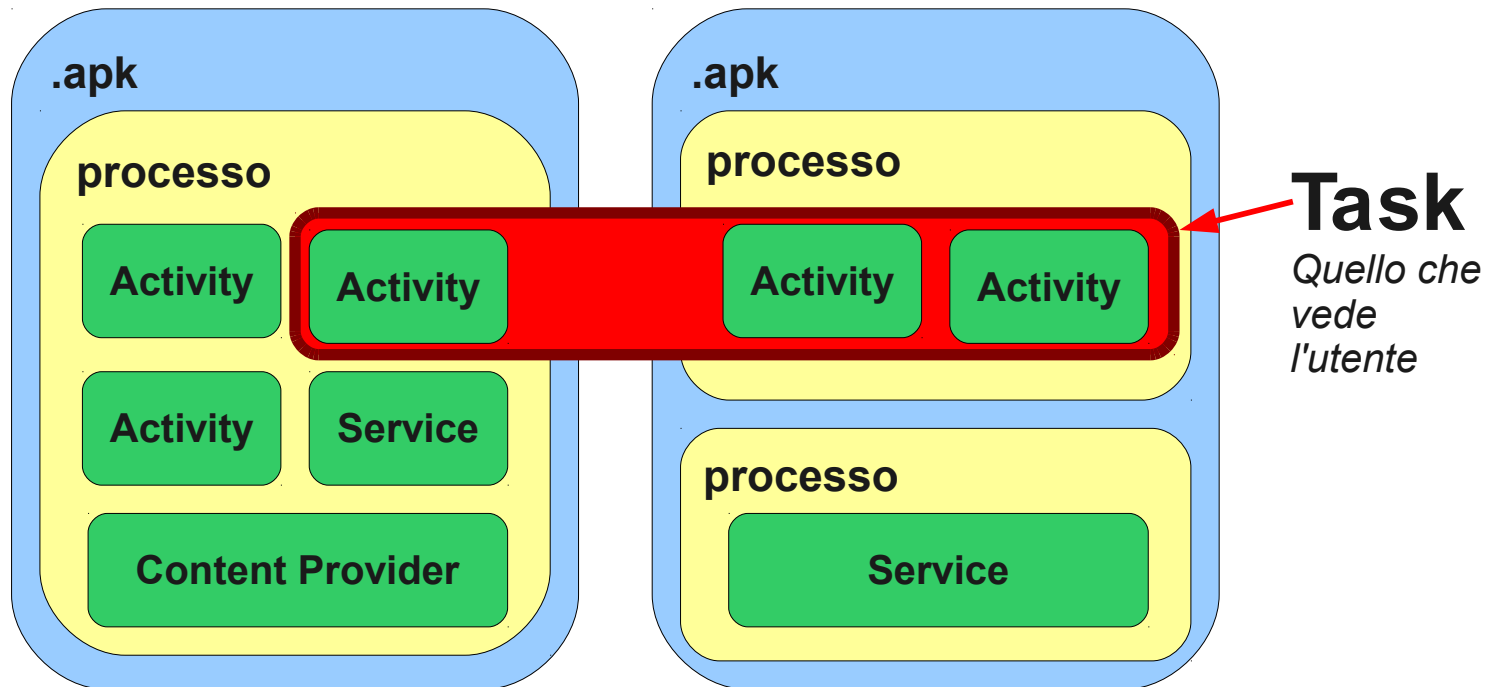 .apk
processo
Activity
Activity
Activity
Service
Content Provider
.apk
processo
Activity
Activity
processo
Service
Task
Quello che
vede
l'utente